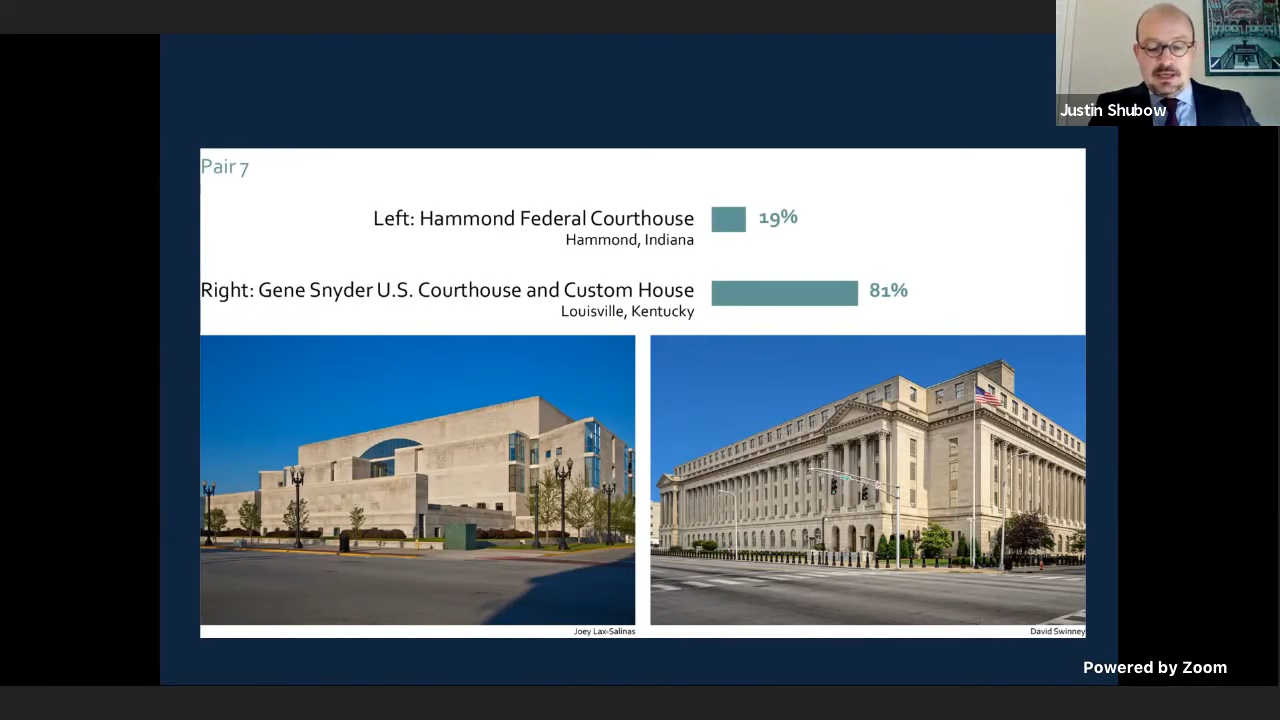 Justin Shubow
Pair 7
Left: Hammond Federal Courthouse
19%
Hammond, Indiana
Right: Gene Snyder U.S. Courthouse and Custom House
81%
Louisville, Kentucky
Joey Lax-Salinas
David Swinney
Powered by Zoom